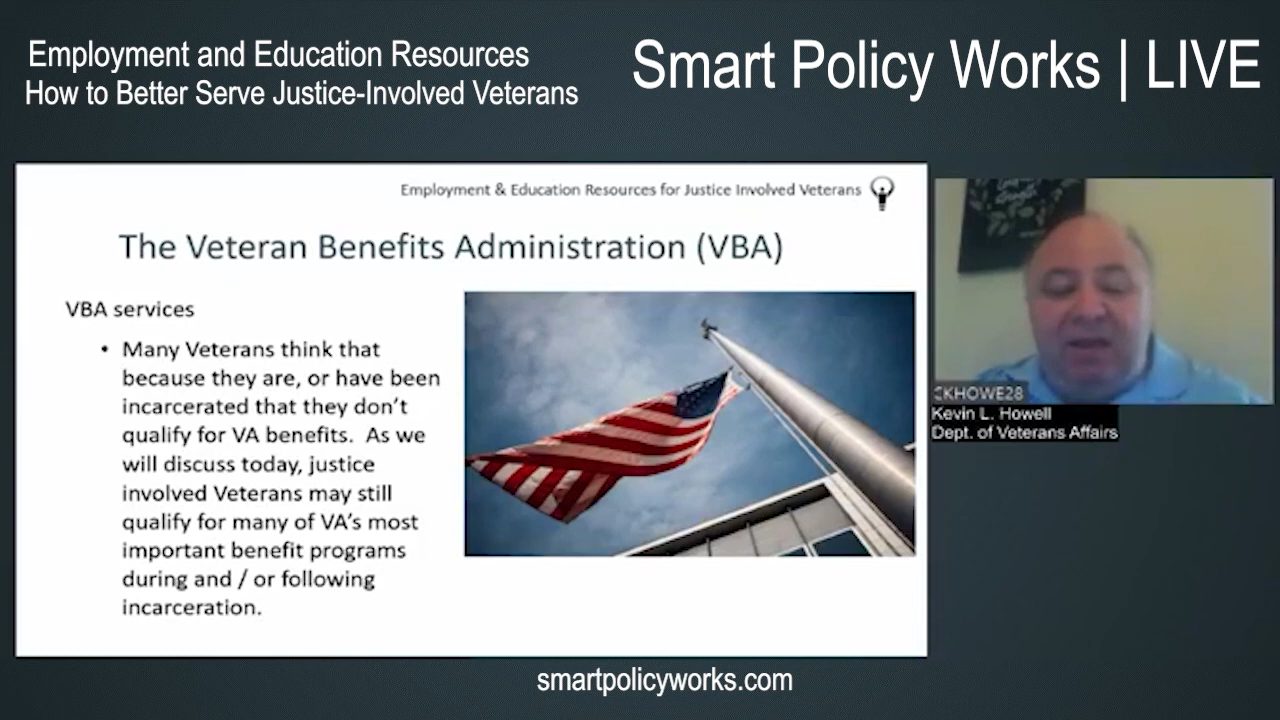 Employment and Education Resources
How to Better Serve Justice-Involved Veterans
Smart Policy Works | LIVE
Employment & Education Resources for Justice Involved Veterans
The Veteran Benefits Administration (VBA)
VBA services
• Many Veterans think that
because they are, or have been
incarcerated that they don't
qualify for VA benefits.  As we
will discuss today, justice
involved Veterans may still
qualify for many of VA's most
important benefit programs
during and / or following
incarceration.
CKHOWE28
Kevin L. Howell
Dept. of Veterans Affairs
smartpolicyworks.com